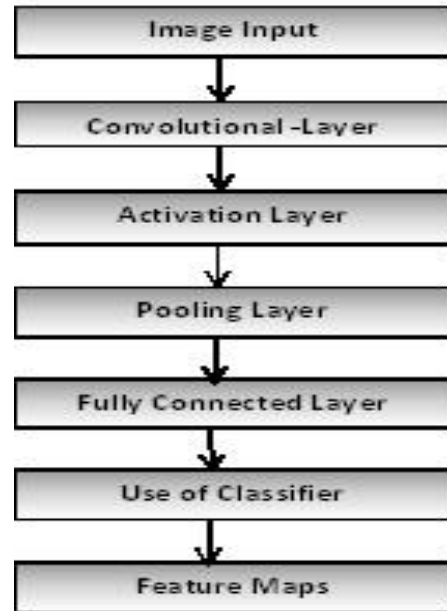 Image Input
Convolutional -Layer
Activation Layer
Pooling Layer
Fully Connected Layer
Use of Classifier
Feature Maps